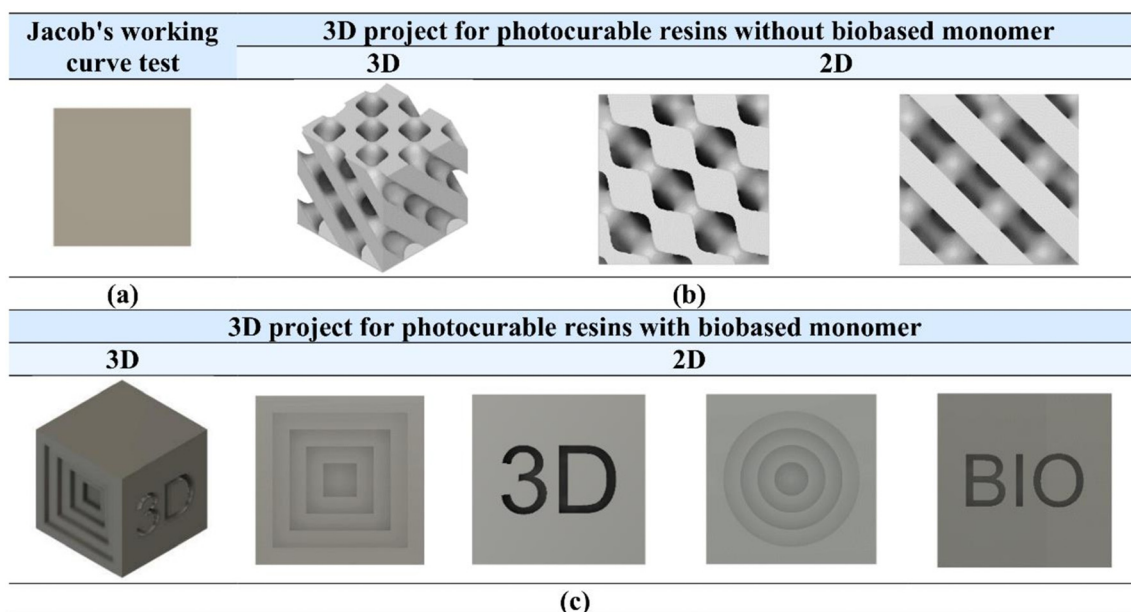 Jacob's working
curve test
3D project for photocurable resins without biobased monomer
3D
2D
(a)
(b)
3D project for photocurable resins with biobased monomer
3D
2D
3D
3D
BIO
(c)